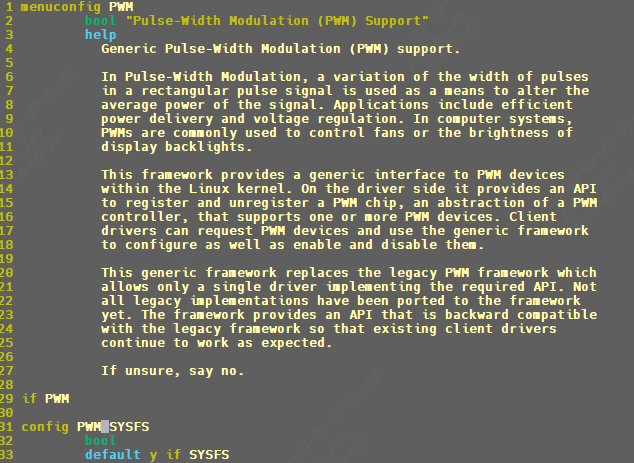 1 menuconfig PWM
2 bool "Pulse-Width Modulation (PWM) Support"
3 help
4 Generic Pulse-Width Modulation (PWM) support.
5
6 In Pulse-Width Modulation, a variation of the width of pulses
7 in a rectangular pulse signal is used as a means to alter the
8 average power of the signal. Applications include efficient
9 power delivery and voltage regulation. In computer systems,
10 PWMs are commonly used to control fans or the brightness of
11 display backlights.
12
13 This framework provides a generic interface to PWM devices
14 within the Linux kernel. On the driver side it provides an API
15 to register and unregister a PWM chip, an abstraction of a PWM
16 controller, that supports one or more PWM devices. Client
17 drivers can request PWM devices and use the generic framework
18 to configure as well as enable and disable them.
19
20 This generic framework replaces the legacy PWM framework which
21 allows only a single driver implementing the required API. Not
22 all legacy implementations have been ported to the framework
23 yet. The framework provides an API that is backward compatible
24 with the legacy framework so that existing client drivers
25 continue to work as expected.
26
27 If unsure, say no.
28
29 if PWM
30
31 config PWM_SYSFS
32 bool
33 default y if SYSFS